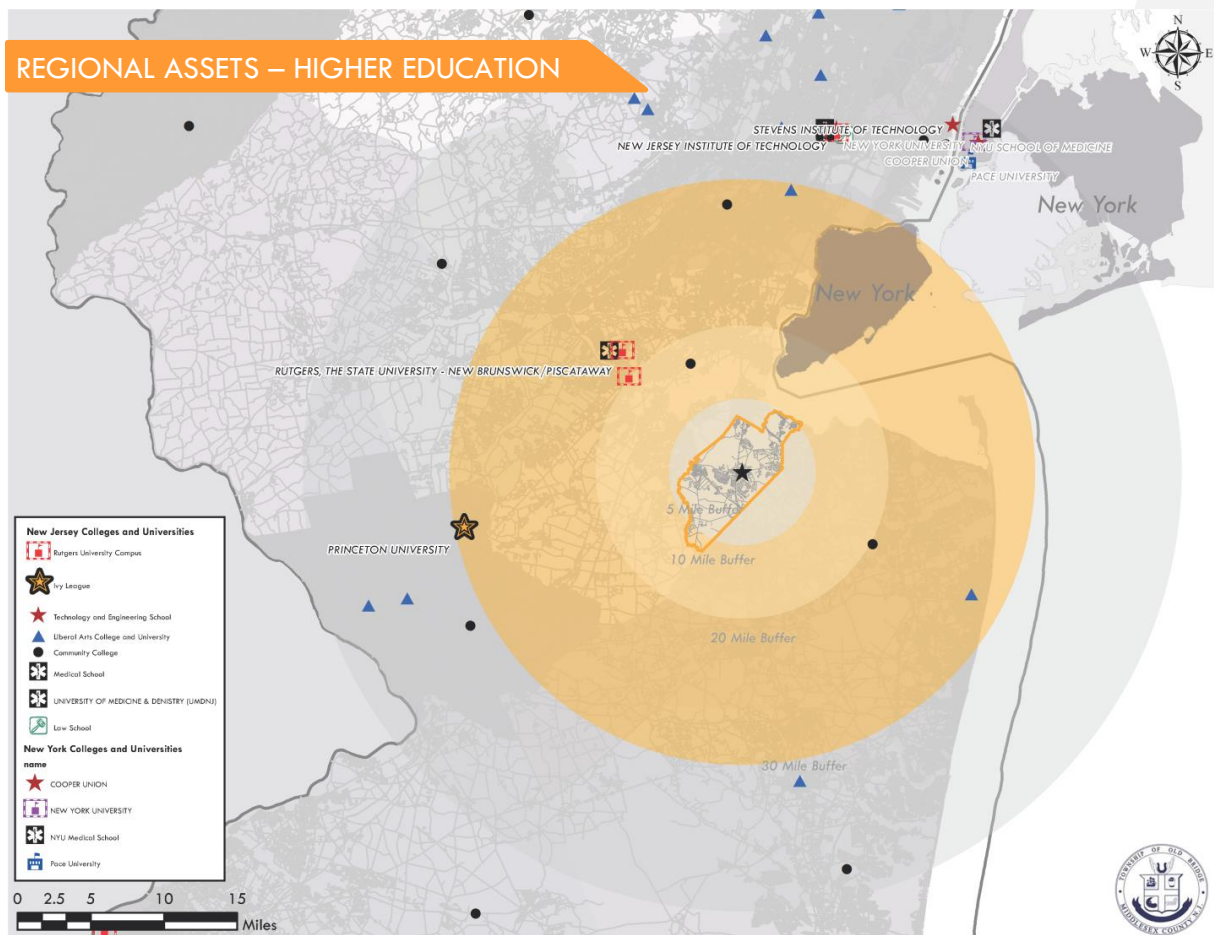 REGIONAL ASSETS – HIGHER EDUCATION
N
W
E
S
STEVENS INSTITUTE OF TECHNOLOGY
NEW JERSEY INSTITUTE OF TECHNOLOGY
NEW YORK UNIVERSITY
NYU SCHOOL OF MEDICINE
COOPER UNION
PACE UNIVERSITY
New York
New York
RUTGERS, THE STATE UNIVERSITY - NEW BRUNSWICK/PISCATAWAY
5 Mile Buffer
PRINCETON UNIVERSITY
10 Mile Buffer
20 Mile Buffer
30 Mile Buffer
New Jersey Colleges and Universities
Rutgers University Campus
Ivy League
Technology and Engineering School
Liberal Arts College and University
Community College
Medical School
UNIVERSITY OF MEDICINE & DENISTRY (UMDNJ)
Law School
New York Colleges and Universities
name
COOPER UNION
NEW YORK UNIVERSITY
NYU Medical School
Pace University
0 2.5 5 10 15
Miles
TOWNSHIP OF OLD BRIDGE
MIDDLESEX COUNTY N.J.